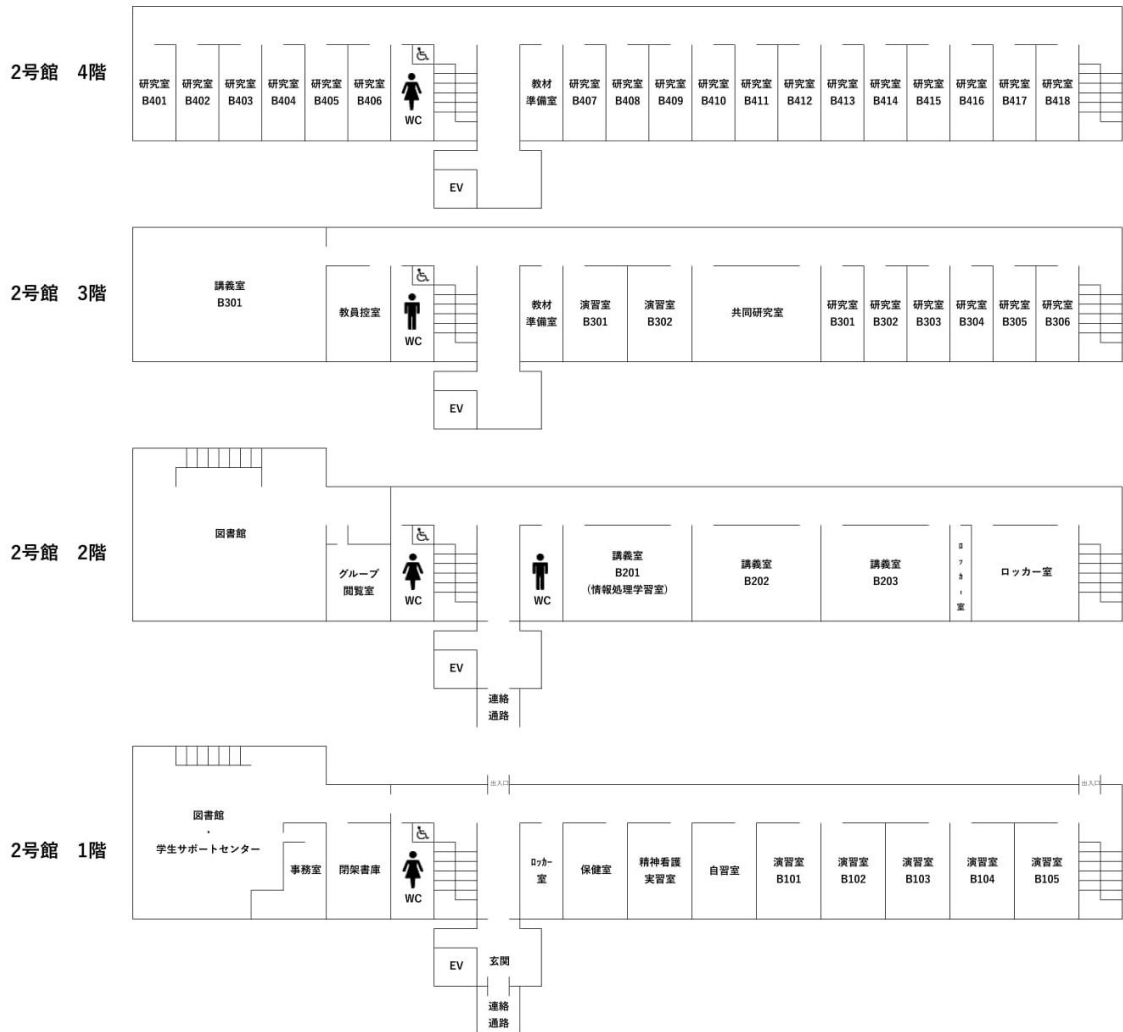 2号館 4階
研究室
B401
研究室
B402
研究室
B403
研究室
B404
研究室
B405
研究室
B406
WC
教材
準備室
研究室
B407
研究室
B408
研究室
B409
研究室
B410
研究室
B411
研究室
B412
研究室
B413
研究室
B414
研究室
B415
研究室
B416
研究室
B417
研究室
B418
EV
2号館 3階
講義室
B301
教員控室
WC
教材
準備室
演習室
B301
演習室
B302
共同研究室
研究室
B301
研究室
B302
研究室
B303
研究室
B304
研究室
B305
研究室
B306
EV
2号館 2階
図書館
グループ
閲覧室
WC
WC
講義室
B201
(情報処理学習室)
講義室
B202
講義室
B203
ロッカー室
ロッカー室
EV
連絡
通路
2号館 1階
出入口
出入口
図書館
・
学生サポートセンター
事務室
閉架書庫
WC
ロッカー
室
保健室
精神看護
実習室
自習室
演習室
B101
演習室
B102
演習室
B103
演習室
B104
演習室
B105
EV
玄関
連絡
通路